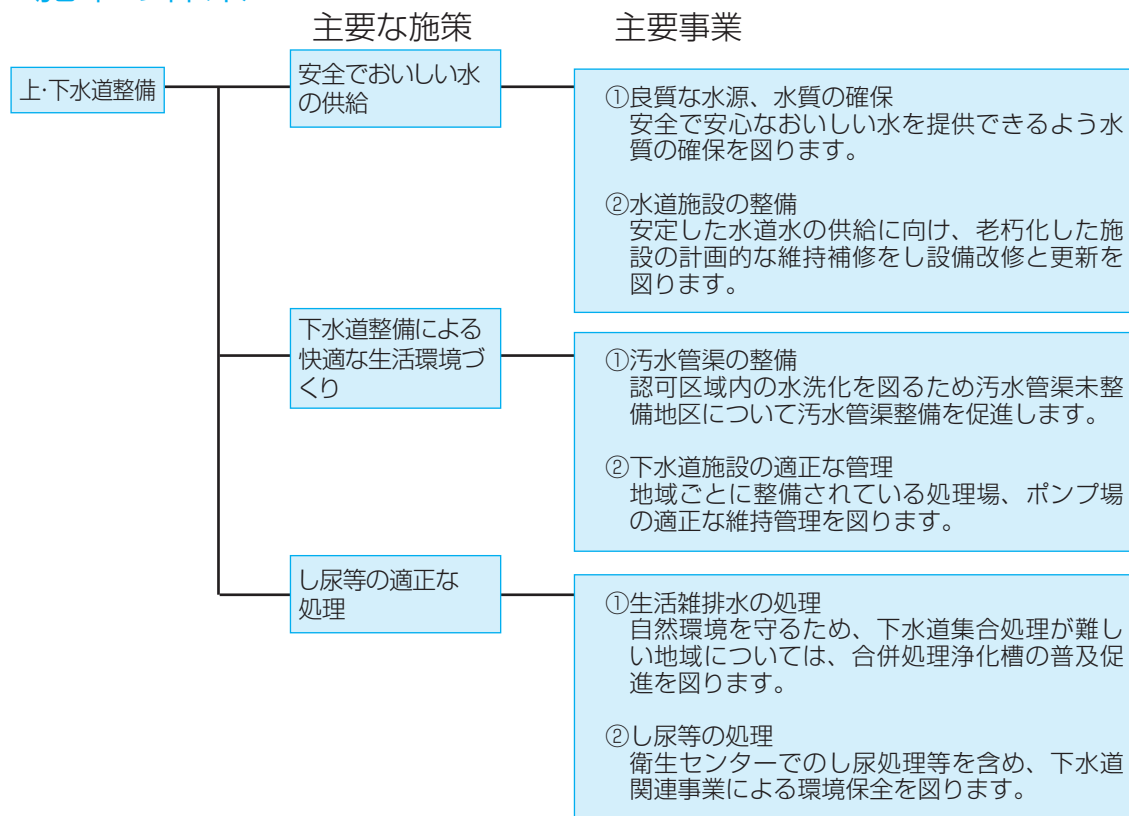 主要な施策
主要事業
上・下水道整備
安全でおいしい水
の供給
①良質な水源、水質の確保
安全で安心なおいしい水を提供できるよう水
質の確保を図ります。
②水道施設の整備
安定した水道水の供給に向け、老朽化した施
設の計画的な維持補修をし設備改修と更新を
図ります。
下水道整備による
快適な生活環境づ
くり
①汚水管渠の整備
認可区域内の水洗化を図るため汚水管渠未整
備地区について汚水管渠整備を促進します。
②下水道施設の適正な管理
地域ごとに整備されている処理場、ポンプ場
の適正な維持管理を図ります。
し尿等の適正な
処理
①生活雑排水の処理
自然環境を守るため、下水道集合処理が難し
い地域については、合併処理浄化槽の普及促
進を図ります。
②し尿等の処理
衛生センターでのし尿処理等を含め、下水道
関連事業による環境保全を図ります。